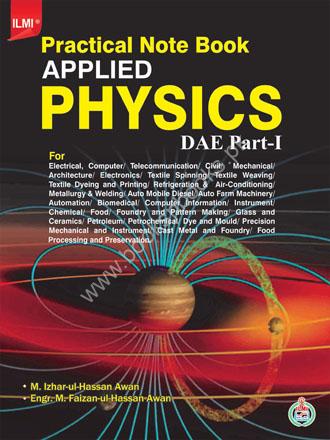 ILMI
Practical Note Book
APPLIED
PHYSICS
DAE Part-I
For
Electrical, Computer/ Telecommunication/ Civil/ Mechanical/
Architecture/ Electronics/ Textile Spinning/ Textile Weaving/
Textile Dyeing and Printing/ Refrigeration & Air-Conditioning/
Metallurgy & Welding/ Auto Mobile Diesel/ Auto Farm Machinery/
Automation/ Biomedical/ Computer Information/ Instrument/
Chemical/ Food/ Foundry and Pattern Making/ Glass and
Ceramics/ Petroleum/ Petrochemical/ Dye and Mould/ Precision
Mechanical and Instrument/ Cast Metal and Foundry/ Food
Processing and Preservation.
• M. Izhar-ul-Hassan Awan
• Engr. M. Faizan-ul-Hassan Awan